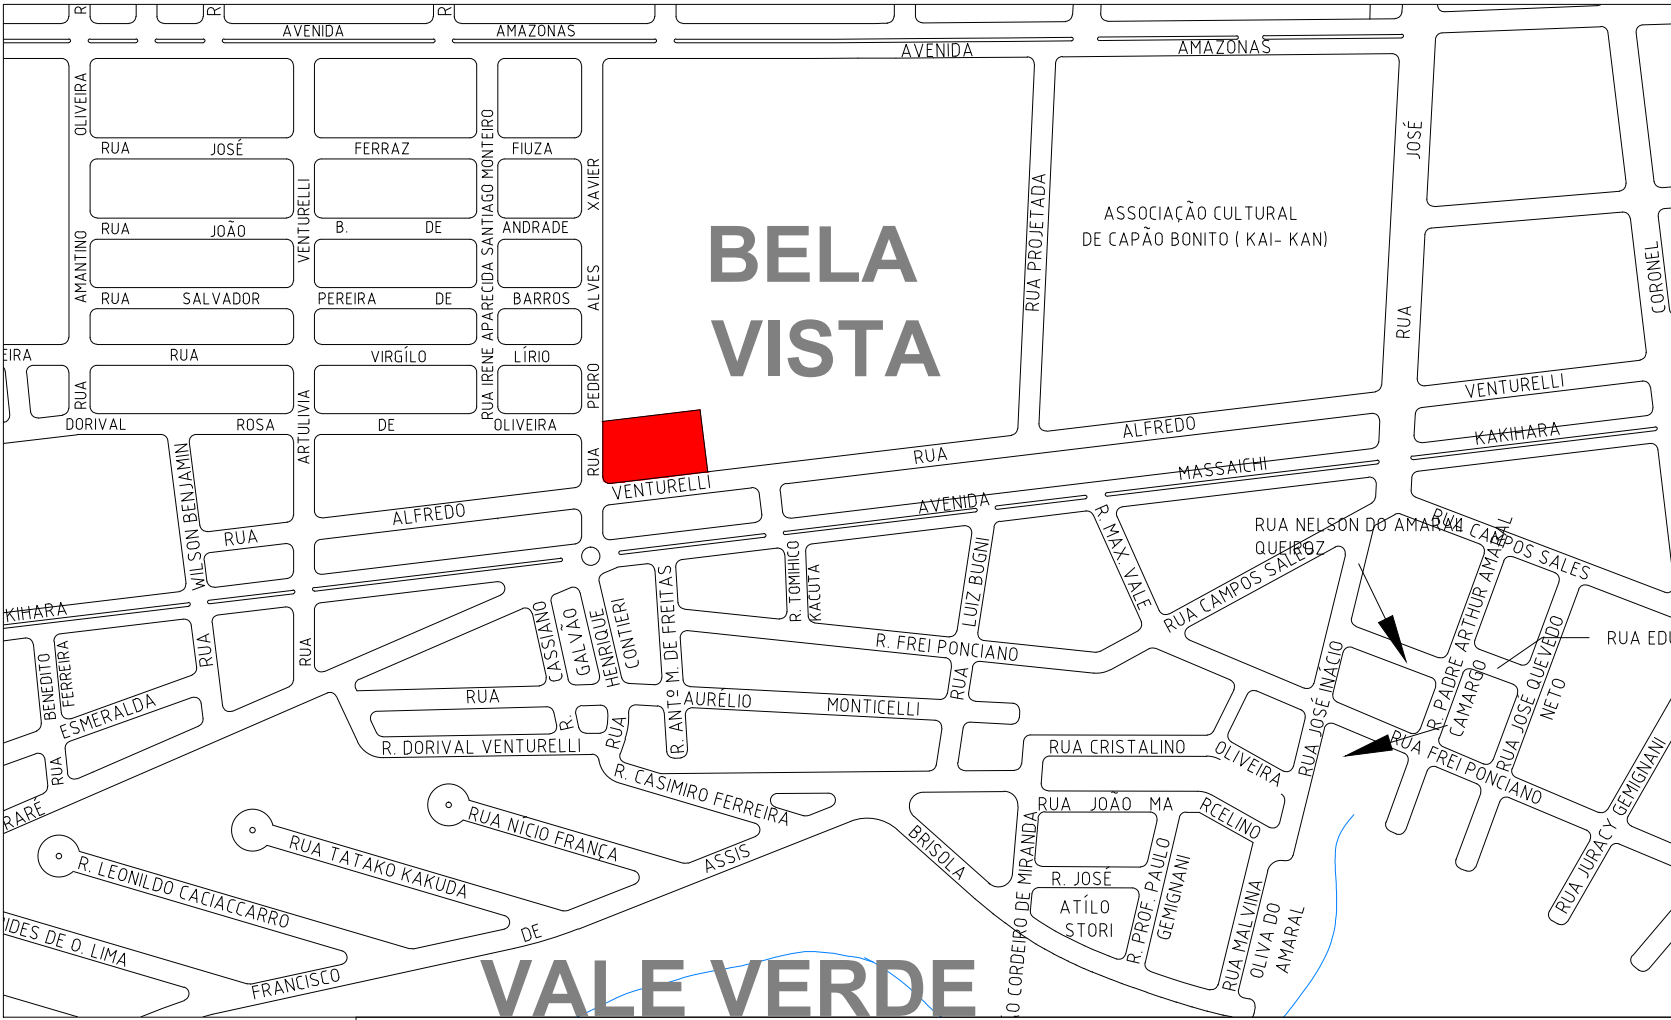 R
R
R
AVENIDA AMAZONAS
AVENIDA AMAZONAS
OLIVEIRA
AMANTINO
RUA
RUA JOSÉ FERRAZ FIUZA
RUA JOÃO B. DE ANDRADE
RUA SALVADOR PEREIRA DE BARROS
EIRA
RUA VIRGÍLO LÍRIO
DORIVAL ROSA DE OLIVEIRA
VENTURELLI
ARTULIVIA
RUA
RUA IRENE APARECIDA SANTIAGO MONTEIRO
XAVIER
ALVES
PEDRO
RUA
BELA
VISTA
RUA PROJETADA
ASSOCIAÇÃO CULTURAL
DE CAPÃO BONITO ( KAI- KAN)
JOSÉ
RUA
CORONEL
VENTURELLI
KAKIHARA
ALFREDO
RUA
MASSAICHI
AVENIDA
VENTURELLI
ALFREDO
RUA
WILSON BENJAMIN
RUA
KIHARA
BENEDITO
FERREIRA
RUA
ESMERALDA
RARÉ
CASSIANO
GALVÃO
R.
HENRIQUE
CONTIERI
RUA
R. ANTº M. DE FREITAS
R. TOMIHICO
KACUTA
LUIZ BUGNI
RUA
R. MAX. VALE
RUA CAMPOS SALES
RUA NELSON DO AMARAL
QUEIROZ
RUA CAMPOS SALES
R. PADRE ARTHUR AMARAL
CAMARGO
RUA JOSE QUEVEDO
NETO
RUA EDU
R. FREI PONCIANO
RUA AURÉLIO MONTICELLI
R. DORIVAL VENTURELLI
R. CASIMIRO FERREIRA
RUA CRISTALINO
OLIVEIRA
RUA JOSÉ INÁCIO
RUA FREI PONCIANO
RUA JURACY GEMIGNANI
RUA JOÃO MA
RCELINO
RUA NÍCIO FRANÇA
RUA TATAKO KAKUDA
R. LEONILDO CACIACCARRO
IDES DE O. LIMA
FRANCISCO DE ASSIS
BRISOLA
O CORDEIRO DE MIRANDA
R. JOSÉ
ATÍLO
STORI
R. PROF. PAULO
GEMIGNANI
RUA MALVINA
OLIVA DO
AMARAL
VALE VERDE